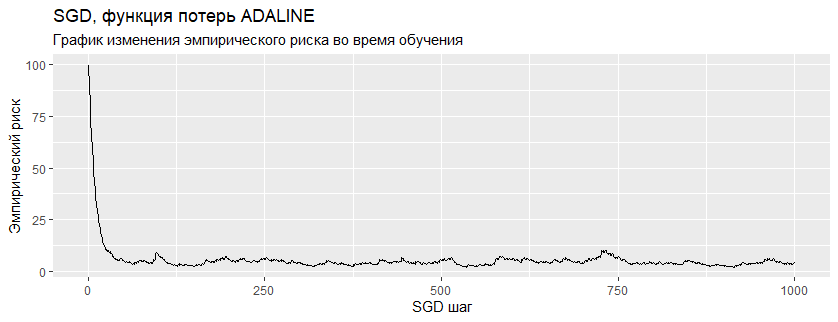 SGD, функция потерь ADALINE
График изменения эмпирического риска во время обучения
Эмпирический риск
100
75
50
25
0
0 250 500 750 1000
SGD шаг